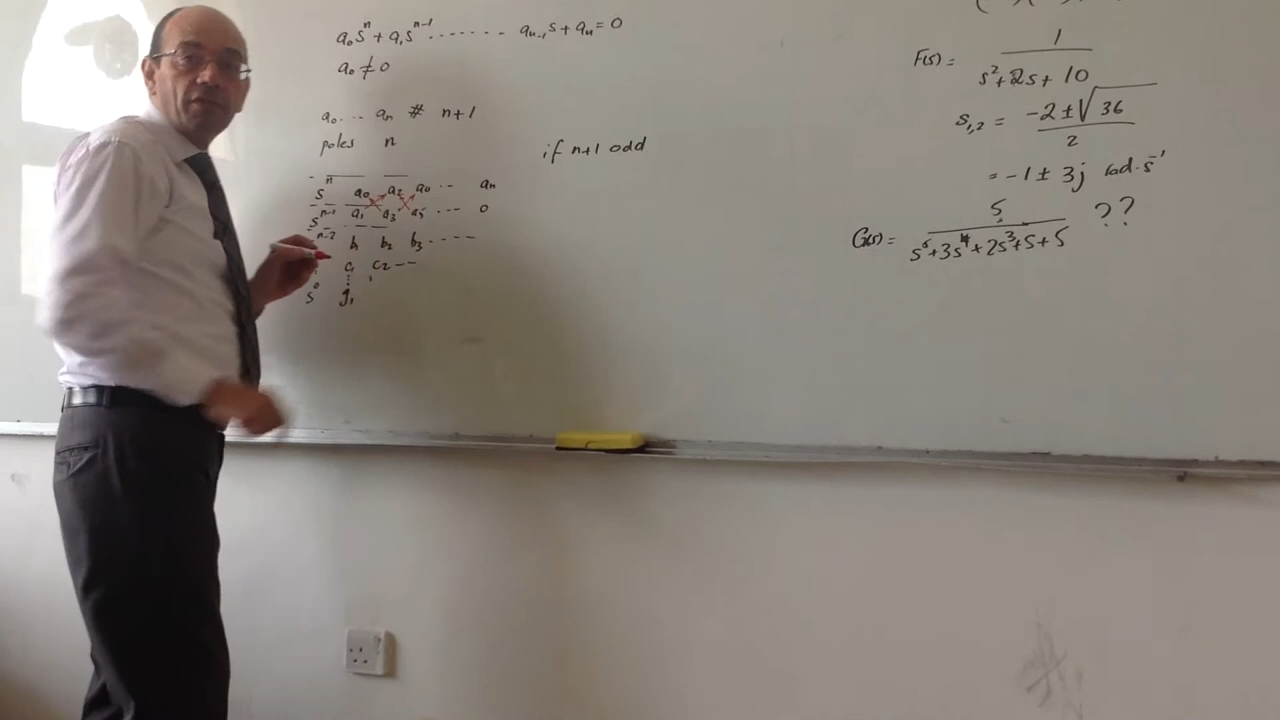 a₀sⁿ + a₁sⁿ⁻¹ ....... aₙ₋₁s + aₙ = 0
a₀ ≠ 0
a₀ ... aₙ # n+1
poles n
if n+1 odd
sⁿ a₀ a₂ a₀ .. aₙ
sⁿ⁻¹ a₁ a₃ a₅ ... 0
sⁿ⁻² b₁ b₂ b₃ ----
c₁ c₂ --
s⁰ g₁
F(s) = 1 / s² + 2s + 10
s₁,₂ = -2 ± √36 / 2
= -1 ± 3j rad·s⁻¹
G(s) = 5 / s⁵+3s⁴+2s³+s+5 ??